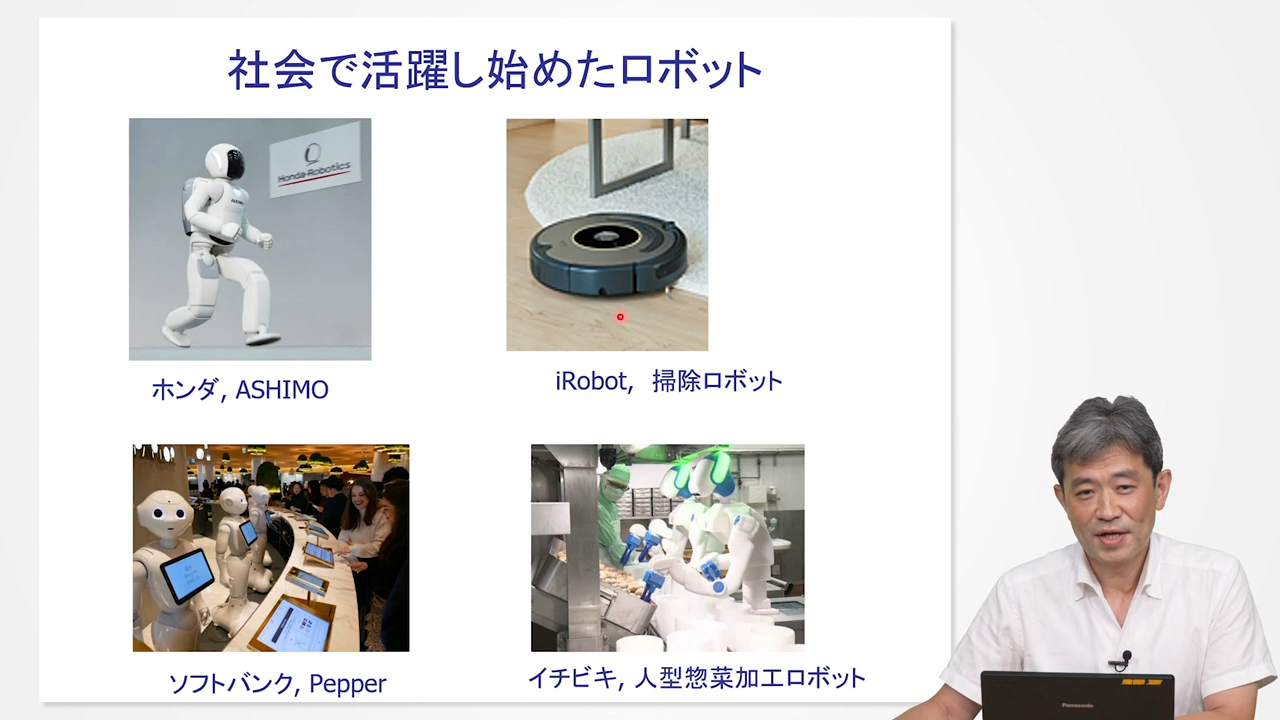 社会で活躍し始めたロボット
Honda Robotics
ホンダ, ASHIMO
iRobot, 掃除ロボット
ソフトバンク, Pepper
イチビキ, 人型惣菜加工ロボット
Panasonic